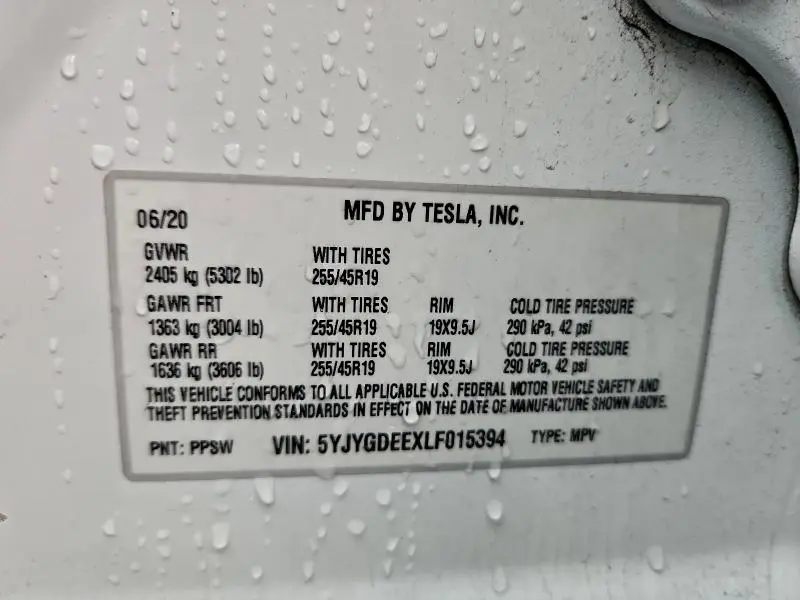 06/20 MFD BY TESLA, INC.
GVWR WITH TIRES
2405 kg (5302 lb) 255/45R19
GAWR FRT WITH TIRES RIM COLD TIRE PRESSURE
1363 kg (3004 lb) 255/45R19 19X9.5J 290 kPa, 42 psi
GAWR RR WITH TIRES RIM COLD TIRE PRESSURE
1636 kg (3606 lb) 255/45R19 19X9.5J 290 kPa, 42 psi
THIS VEHICLE CONFORMS TO ALL APPLICABLE U.S. FEDERAL MOTOR VEHICLE SAFETY AND
THEFT PREVENTION STANDARDS IN EFFECT ON THE DATE OF MANUFACTURE SHOWN ABOVE.
PNT: PPSW VIN: 5YJYGDEEXLF015394 TYPE: MPV